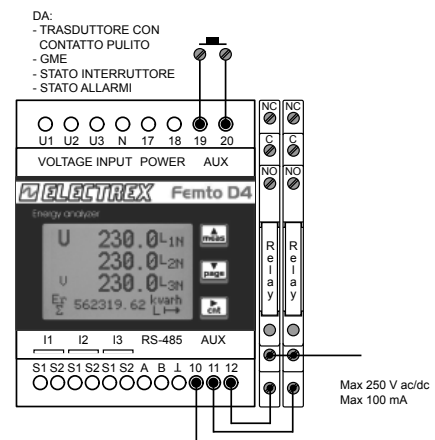 DA:
- TRASDUTTORE CON
CONTATTO PULITO
- GME
- STATO INTERRUTTORE
- STATO ALLARMI
NC NC
U1 U2 U3 N 17 18 19 20
C C
VOLTAGE INPUT POWER AUX
NO NO
ELECTREX Femto D4
Energy analyzer
U 230.0 L1N
meas
230.0 L2N
page
U 230.0 L3N
Er Σ 562319.62 kvarh L
cnt
Relay Relay
I1 I2 I3 RS-485 AUX
S1 S2 S1 S2 S1 S2 A B ⊥ 10 11 12
Max 250 V ac/dc
Max 100 mA